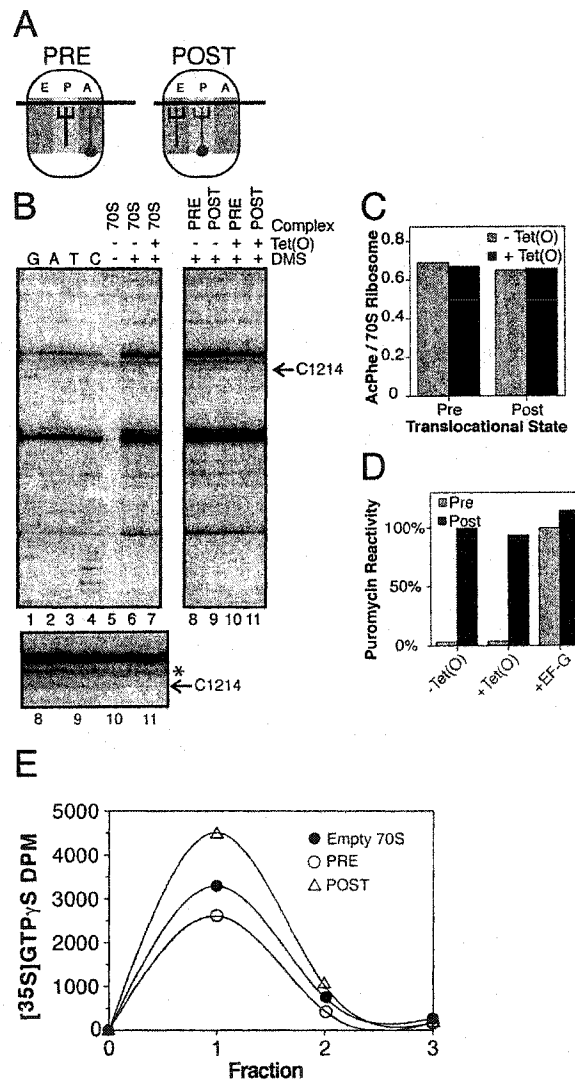 A
PRE POST
E P A E P A
B
70S 70S 70S PRE POST PRE POST Complex
- - + - - + + Tet(O)
G A T C - + + + + + + DMS
←C1214
1 2 3 4 5 6 7 8 9 10 11
*
←C1214
8 9 10 11
C
AcPhe / 70S Ribosome
0.8
0.6
0.4
0.2
0
- Tet(O)
+ Tet(O)
Pre Post
Translocational State
D
Puromycin Reactivity
Pre
Post
100%
50%
0%
-Tet(O) +Tet(O) +EF-G
E
[35S]GTPγS DPM
5000
4000
3000
2000
1000
0
Empty 70S
PRE
POST
0 1 2 3
Fraction